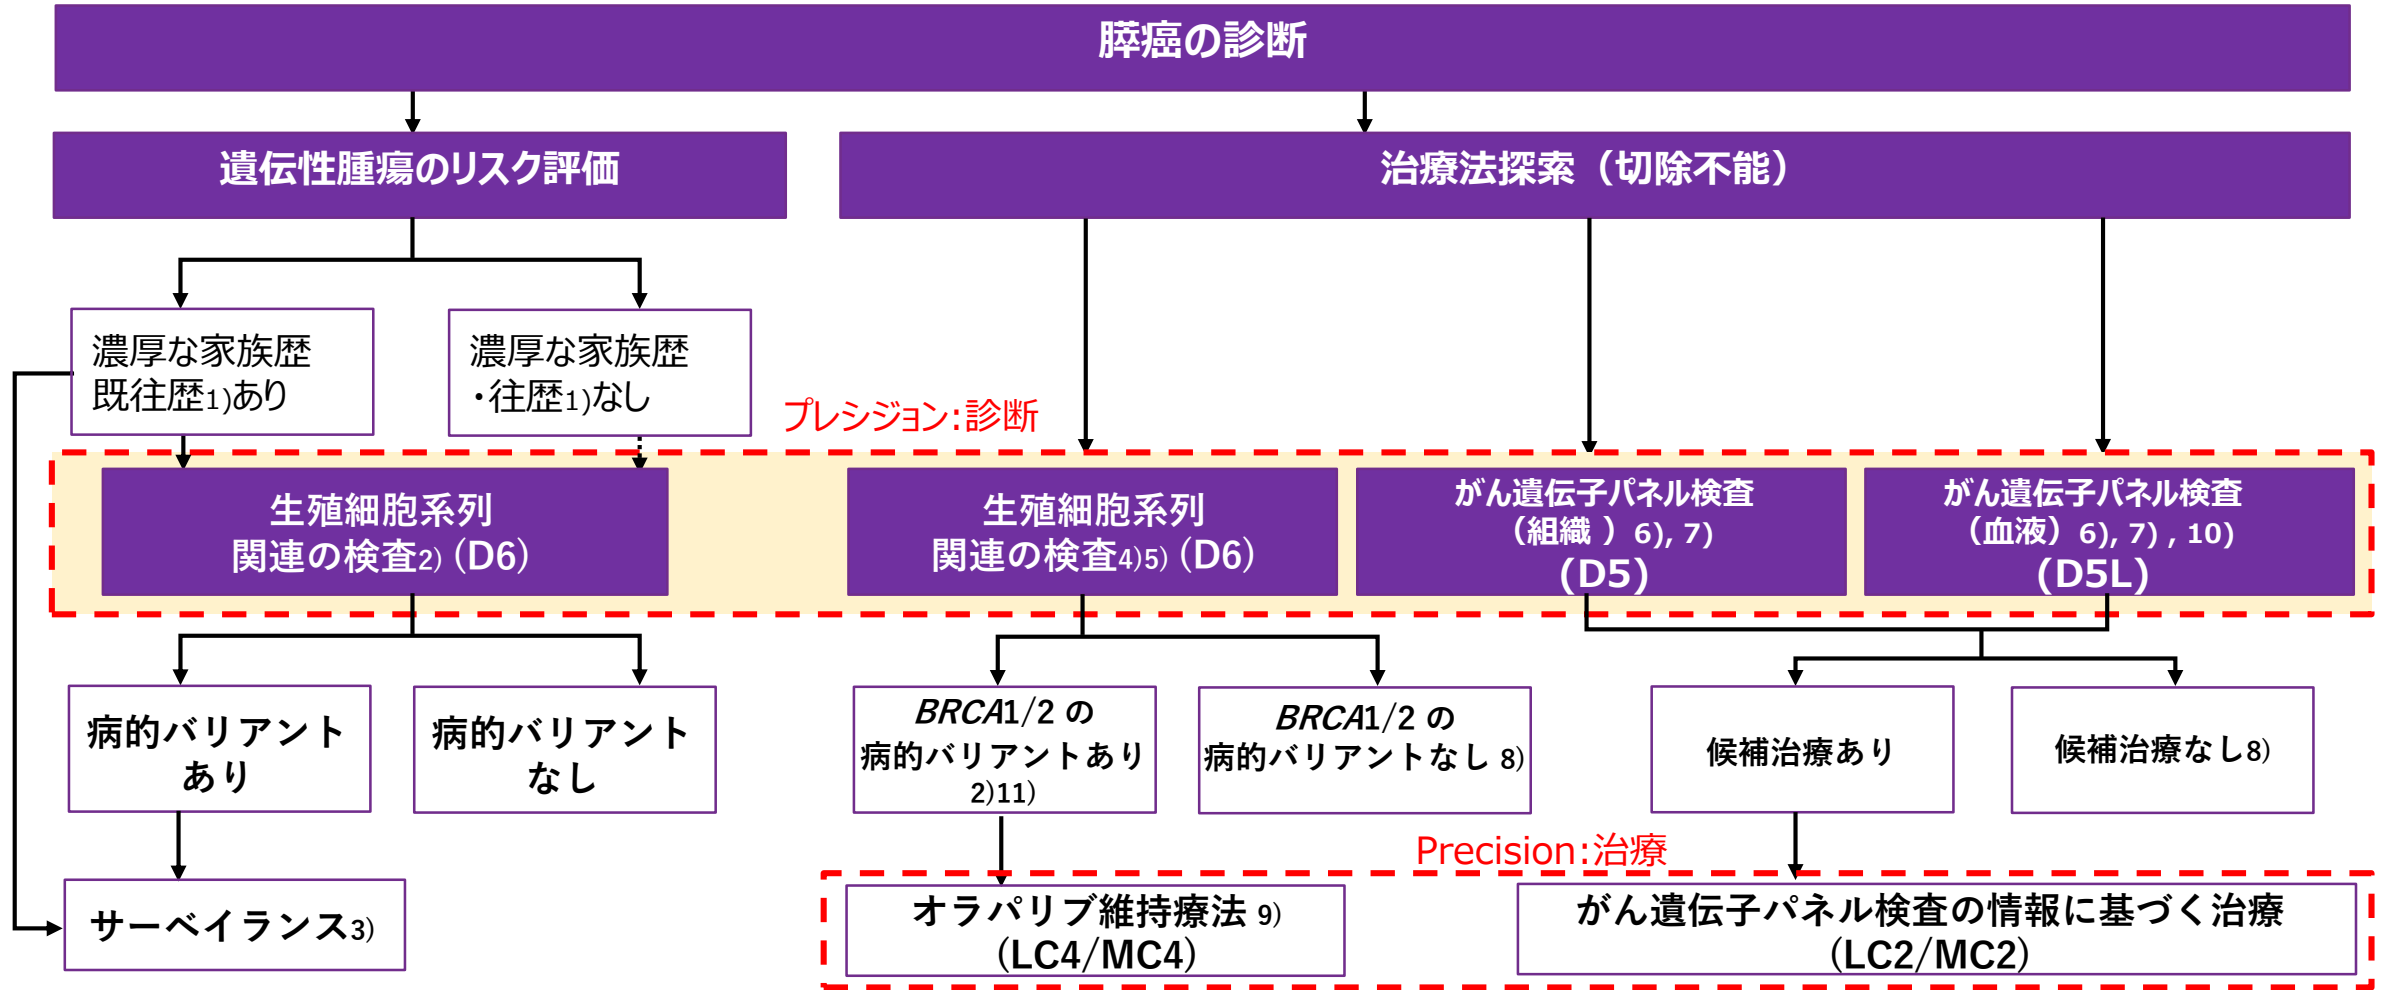 膵癌の診断
遺伝性腫瘍のリスク評価
治療法探索（切除不能）
濃厚な家族歴
既往歴1)あり
濃厚な家族歴
・往歴1)なし
プレシジョン:診断
生殖細胞系列
関連の検査2) (D6)
生殖細胞系列
関連の検査4)5) (D6)
がん遺伝子パネル検査
（組織 ）6), 7)
(D5)
がん遺伝子パネル検査
（血液）6), 7) , 10)
(D5L)
病的バリアント
あり
病的バリアント
なし
BRCA1/2 の
病的バリアントあり
2)11)
BRCA1/2 の
病的バリアントなし 8)
候補治療あり
候補治療なし8)
Precision:治療
サーベイランス3)
オラパリブ維持療法 9)
(LC4/MC4)
がん遺伝子パネル検査の情報に基づく治療
(LC2/MC2)